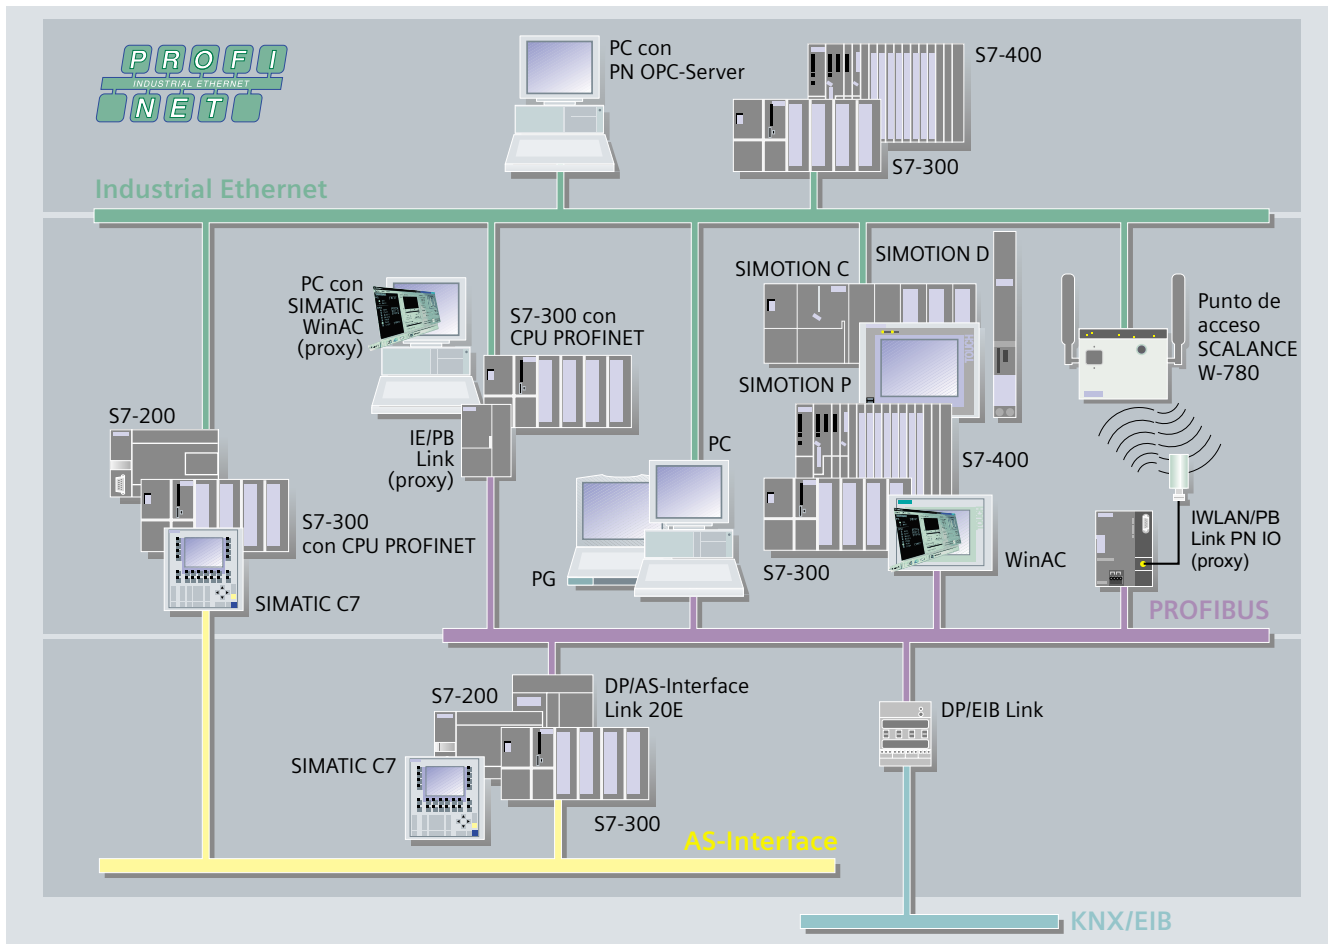 PROFI
INDUSTRIAL ETHERNET
NET
PC con
PN OPC-Server
S7-400
S7-300
Industrial Ethernet
PC con
SIMATIC
WinAC
(proxy)
S7-300 con
CPU PROFINET
SIMOTION C
SIMOTION D
SIMOTION P
Punto de
acceso
SCALANCE
W-780
S7-200
IE/PB
Link
(proxy)
PC
S7-400
S7-300
con CPU PROFINET
PG
S7-300
WinAC
IWLAN/PB
Link PN IO
(proxy)
SIMATIC C7
PROFIBUS
S7-200
DP/AS-Interface
Link 20E
DP/EIB Link
SIMATIC C7
S7-300
AS-Interface
KNX/EIB